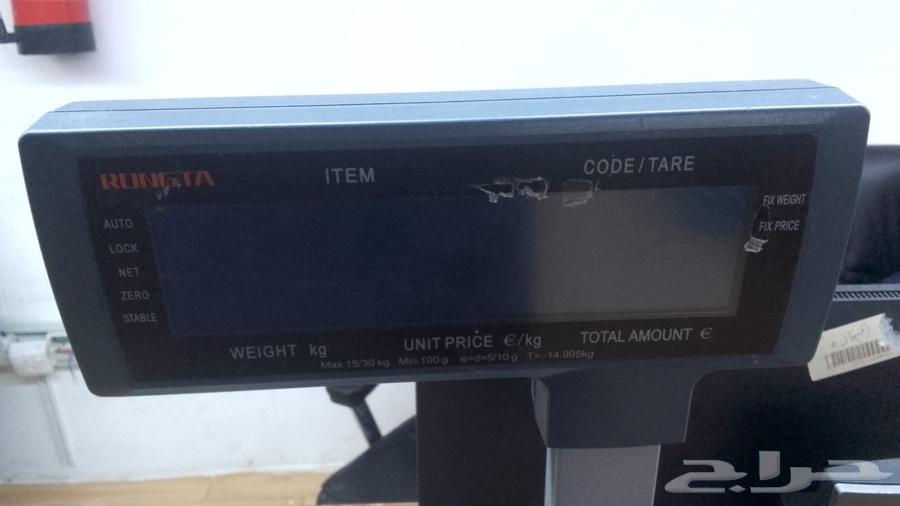 RONGTA
ITEM
CODE/TARE
AUTO
LOCK
NET
ZERO
STABLE
FIX WEIGHT
FIX PRICE
WEIGHT kg
UNIT PRICE €/kg
TOTAL AMOUNT €
Max 15/30 kg Min 100 g e=d=5/10 g T= -14.995kg
حراج